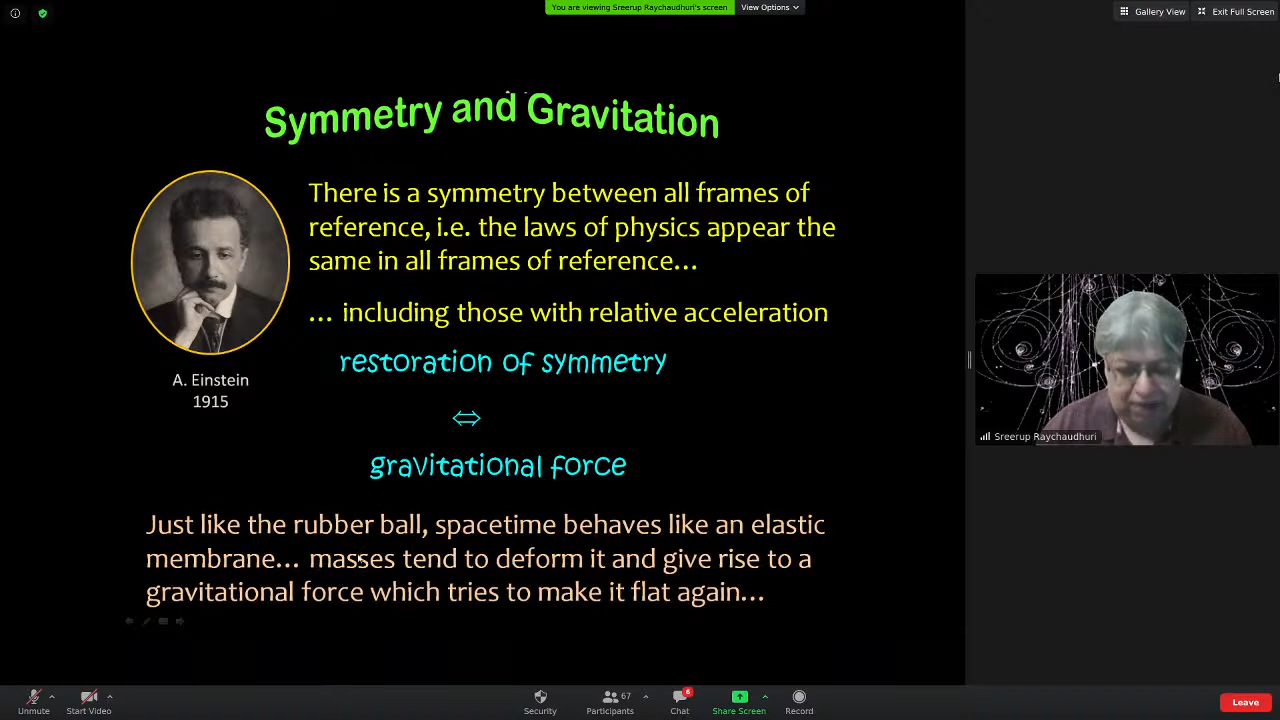 You are viewing Sreerup Raychaudhuri's screen
View Options
Gallery View
Exit Full Screen
Symmetry and Gravitation
There is a symmetry between all frames of
reference, i.e. the laws of physics appear the
same in all frames of reference...
... including those with relative acceleration
restoration of symmetry
⇔
gravitational force
A. Einstein
1915
Just like the rubber ball, spacetime behaves like an elastic
membrane... masses tend to deform it and give rise to a
gravitational force which tries to make it flat again...
Sreerup Raychaudhuri
Unmute
Start Video
Security
67
Participants
6
Chat
Share Screen
Record
Leave